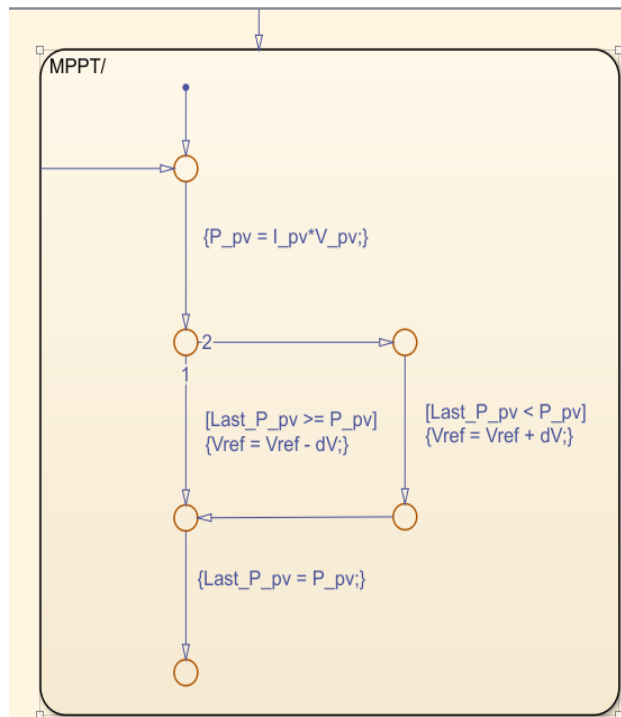 MPPT/
{P_pv = I_pv*V_pv;}
2
1
[Last_P_pv >= P_pv]
{Vref = Vref - dV;}
[Last_P_pv < P_pv]
{Vref = Vref + dV;}
{Last_P_pv = P_pv;}